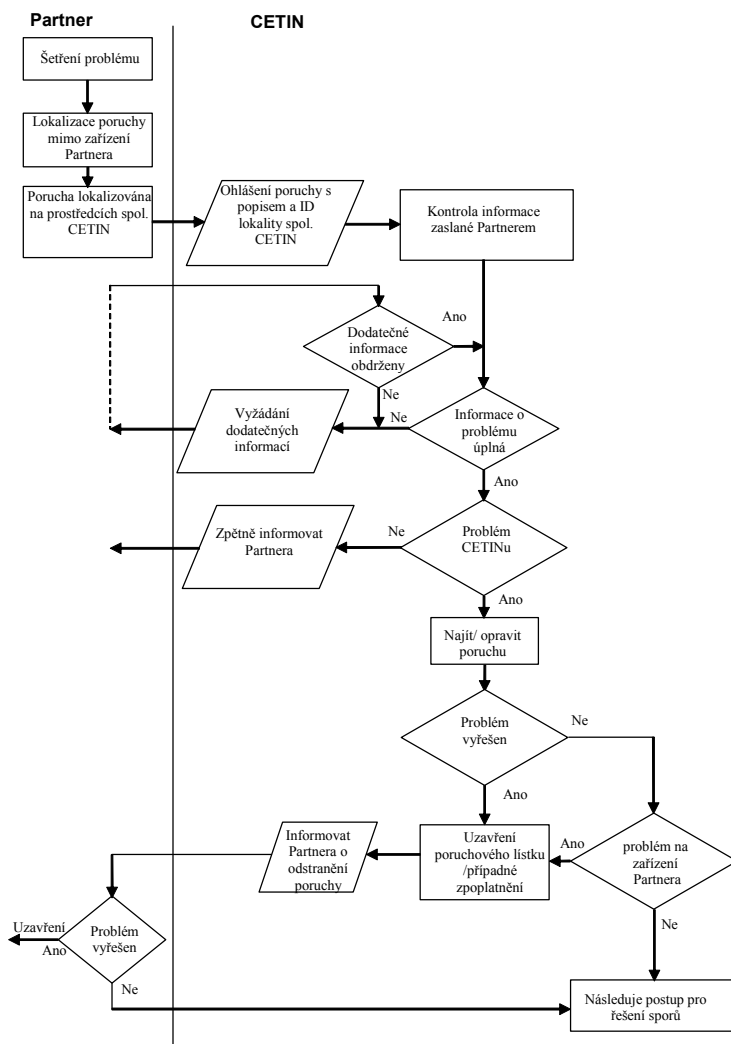 Partner
CETIN
Šetření problému
Lokalizace poruchy
mimo zařízení
Partnera
Porucha lokalizována
na prostředcích spol.
CETIN
Ohlášení poruchy s
popisem a ID
lokality spol.
CETIN
Kontrola informace
zaslané Partnerem
Ano
Dodatečné
informace
obdrženy
Ne
Vyžádání
dodatečných
informací
Ne
Informace o
problému
úplná
Ano
Zpětně informovat
Partnera
Ne
Problém
CETINu
Ano
Najít/ opravit
poruchu
Problém
vyřešen
Ne
Ano
Informovat
Partnera o
odstranění
poruchy
Uzavření
poruchového lístku
/případné
zpoplatnění
Ano
problém na
zařízení
Partnera
Ne
Uzavření
Ano
Problém
vyřešen
Ne
Následuje postup pro
řešení sporů